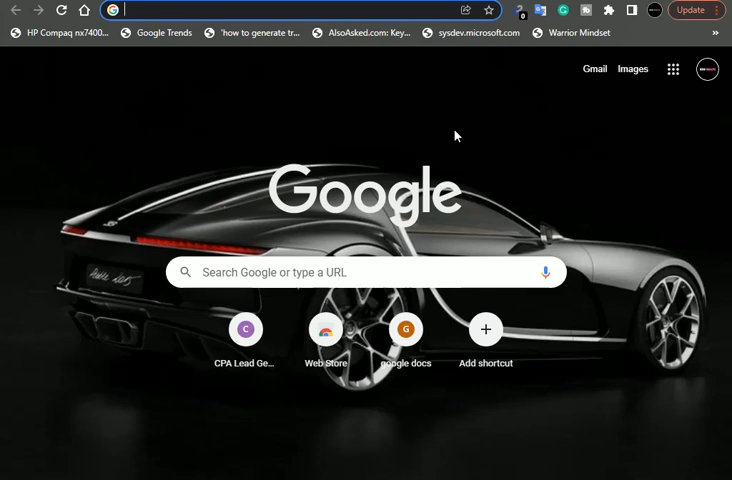 0
Update
HP Compaq nx7400...
Google Trends
'how to generate tr...
AlsoAsked.com: Key...
sysdev.microsoft.com
Warrior Mindset
»
Gmail
Images
Google
Search Google or type a URL
C
G
CPA Lead Ge...
Web Store
google docs
Add shortcut